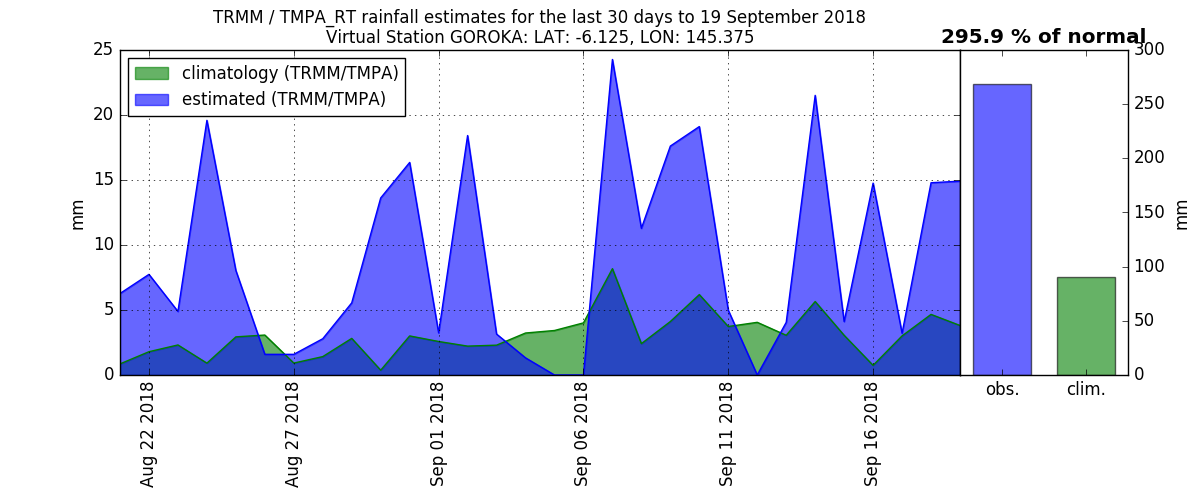 TRMM / TMPA_RT rainfall estimates for the last 30 days to 19 September 2018
Virtual Station GOROKA: LAT: -6.125, LON: 145.375
295.9 % of normal
climatology (TRMM/TMPA)
estimated (TRMM/TMPA)
mm
25
20
15
10
5
0
Aug 22 2018
Aug 27 2018
Sep 01 2018
Sep 06 2018
Sep 11 2018
Sep 16 2018
300
250
200
150
100
50
0
mm
obs.
clim.